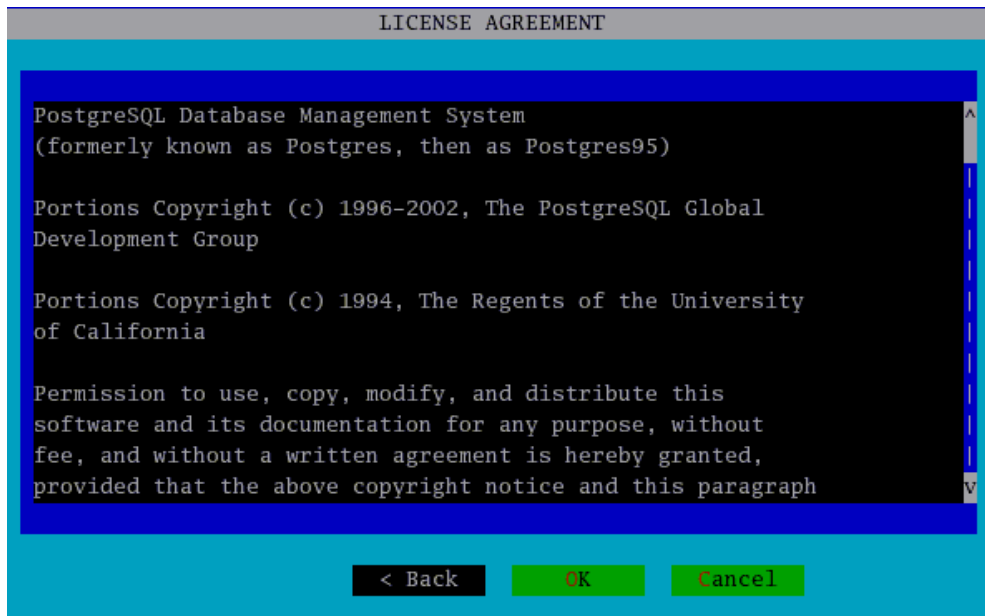 LICENSE AGREEMENT
PostgreSQL Database Management System
(formerly known as Postgres, then as Postgres95)
Portions Copyright (c) 1996-2002, The PostgreSQL Global
Development Group
Portions Copyright (c) 1994, The Regents of the University
of California
Permission to use, copy, modify, and distribute this
software and its documentation for any purpose, without
fee, and without a written agreement is hereby granted,
provided that the above copyright notice and this paragraph
< Back OK Cancel